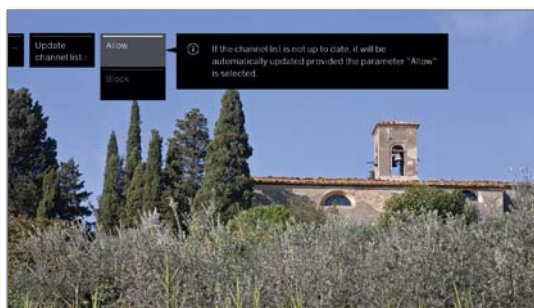 ...
Update
channel list
Allow
If the channel list is not up to date, it will be
automatically updated provided the parameter "Allow"
is selected.
Block